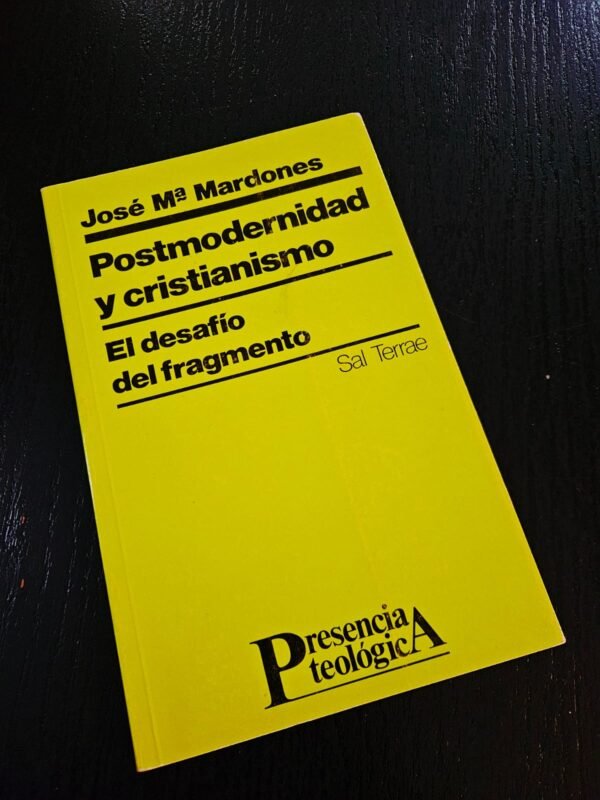 José Mª Mardones
Postmodernidad
y cristianismo
El desafío
del fragmento
Sal Terrae
Presencia
teológicA